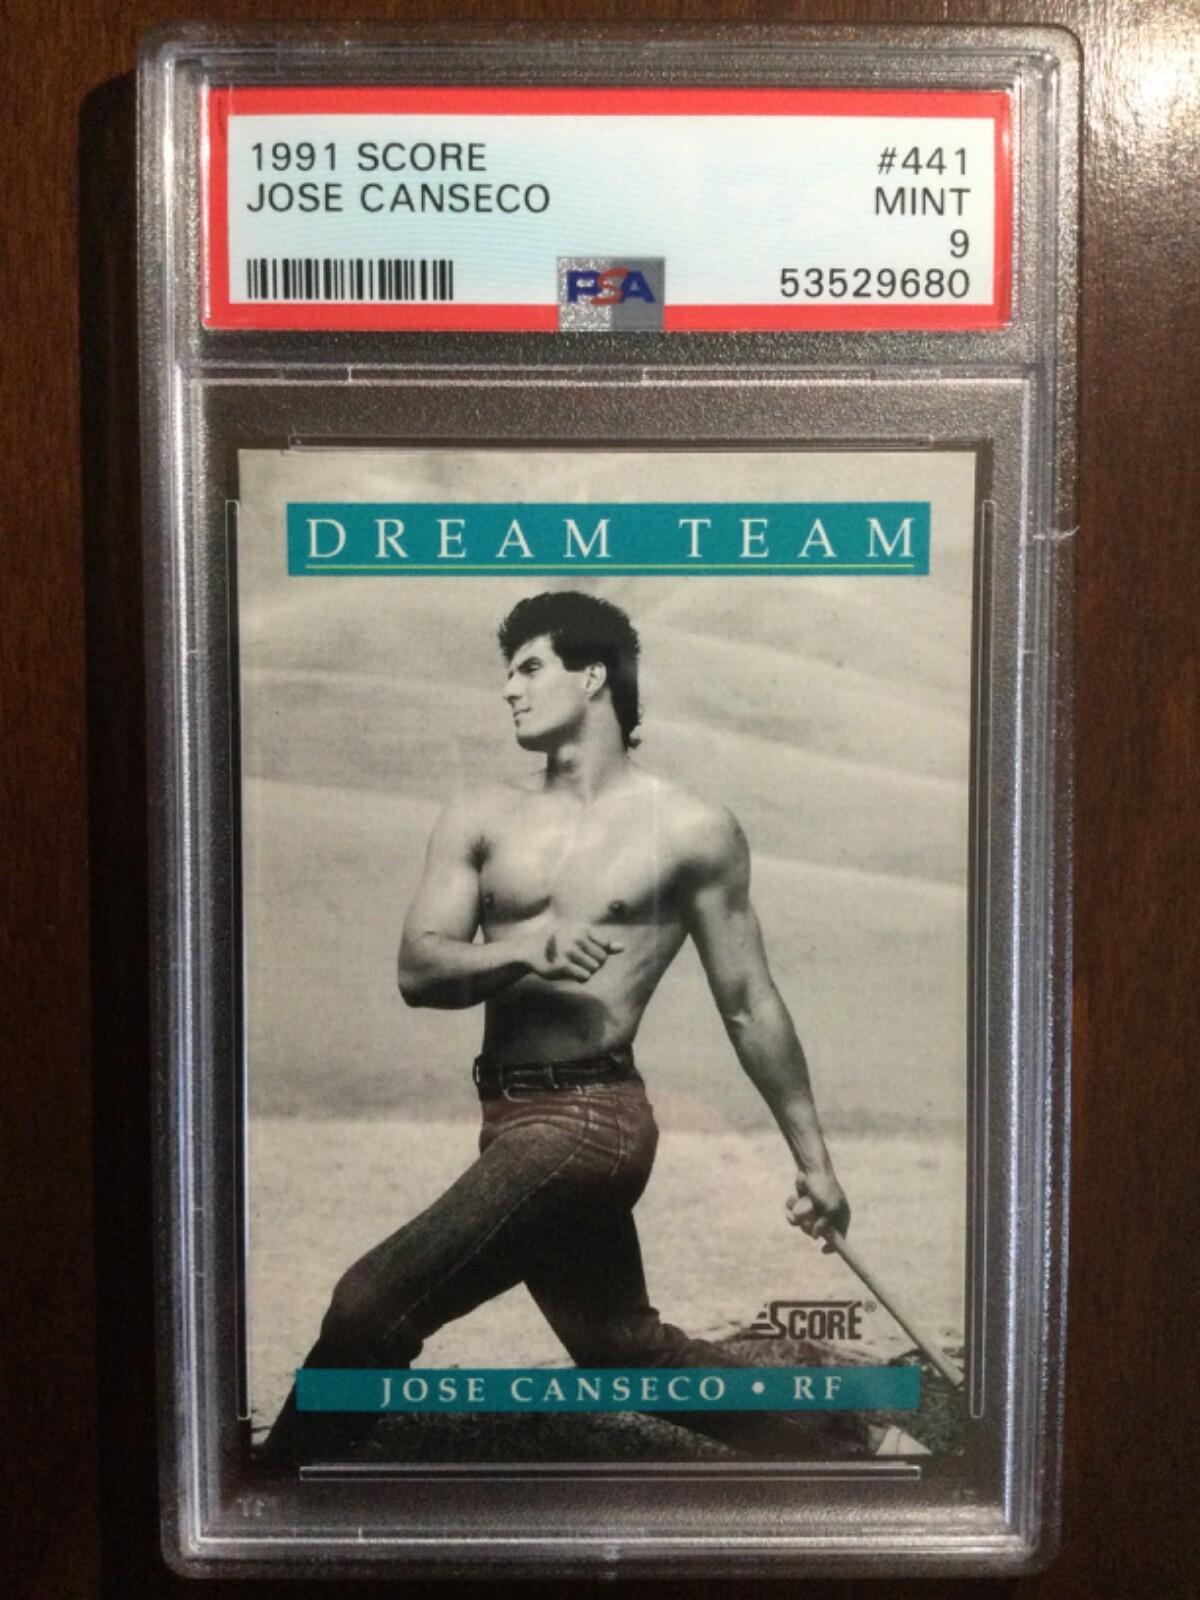 1991 SCORE #441
JOSE CANSECO MINT
9
PSA 53529680
DREAM TEAM
SCORE®
JOSE CANSECO • RF